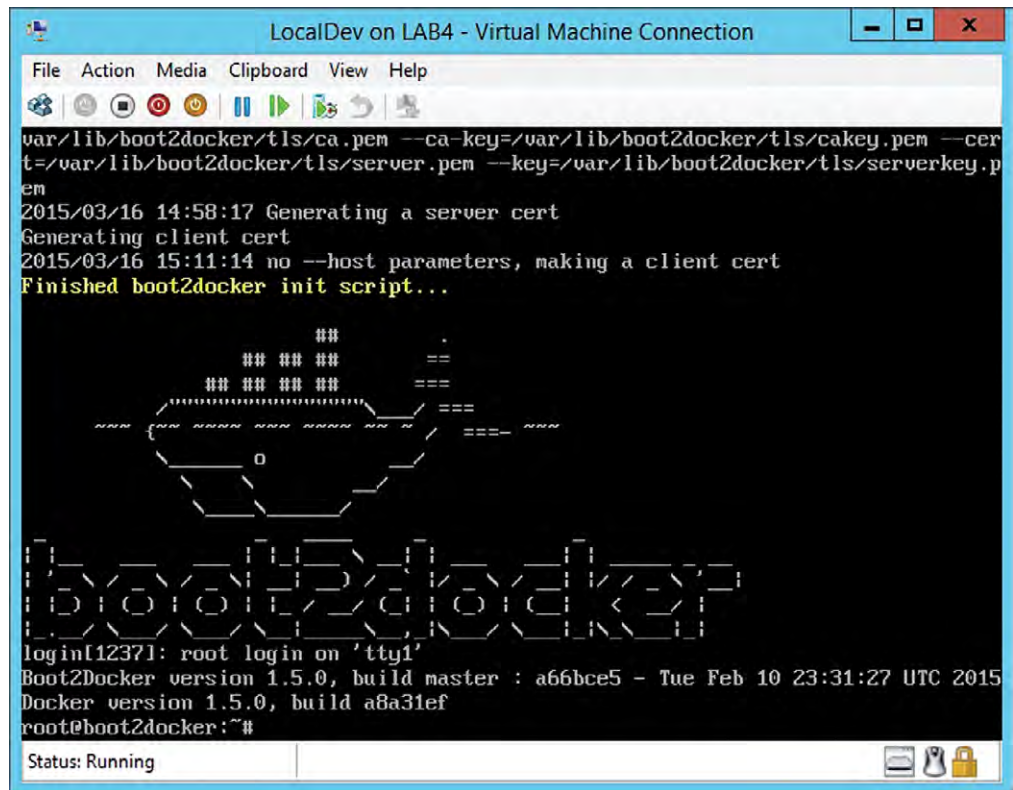 LocalDev on LAB4 - Virtual Machine Connection
File Action Media Clipboard View Help
var/lib/boot2docker/tls/ca.pem --ca-key=/var/lib/boot2docker/tls/cakey.pem --cer
t=/var/lib/boot2docker/tls/server.pem --key=/var/lib/boot2docker/tls/serverkey.p
em
2015/03/16 14:58:17 Generating a server cert
Generating client cert
2015/03/16 15:11:14 no --host parameters, making a client cert
Finished boot2docker init script...
boot2docker
login[1237]: root login on 'tty1'
Boot2Docker version 1.5.0, build master : a66bce5 - Tue Feb 10 23:31:27 UTC 2015
Docker version 1.5.0, build a8a31ef
root@boot2docker:~#
Status: Running